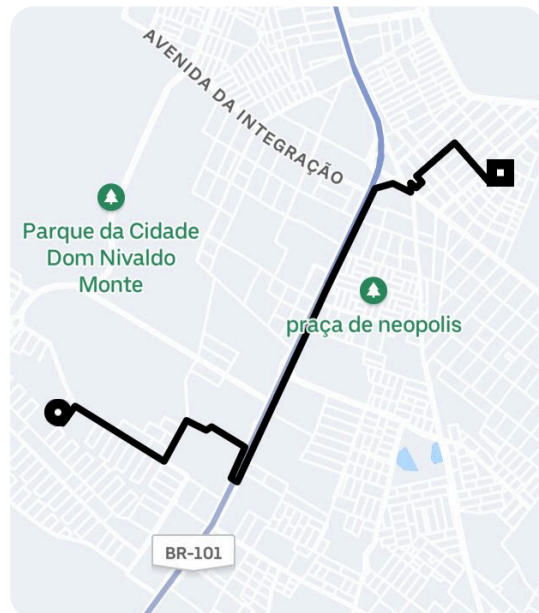 AVENIDA DA INTEGRAÇÃO
Parque da Cidade
Dom Nivaldo
Monte
praça de neopolis
BR-101